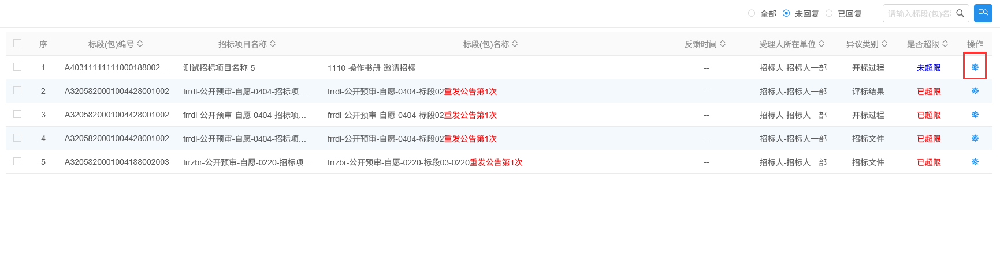 全部 未回复 已回复 请输入标段(包)名称
序 标段(包)编号 招标项目名称 标段(包)名称 反馈时间 受理人所在单位 异议类别 是否超限 操作
1 A40311111111000188002... 测试招标项目名称-5 1110-操作书册-邀请招标 -- 招标人-招标人一部 开标过程 未超限
2 A3205820001004428001002 frrdl-公开预审-自愿-0404-招标项... frrdl-公开预审-自愿-0404-标段02重发公告第1次 -- 招标人-招标人一部 评标结果 已超限
3 A3205820001004428001002 frrdl-公开预审-自愿-0404-招标项... frrdl-公开预审-自愿-0404-标段02重发公告第1次 -- 招标人-招标人一部 开标过程 已超限
4 A3205820001004428001002 frrdl-公开预审-自愿-0404-招标项... frrdl-公开预审-自愿-0404-标段02重发公告第1次 -- 招标人-招标人一部 招标文件 已超限
5 A3205820001004188002003 frrzbr-公开预审-自愿-0220-招标项... frrzbr-公开预审-自愿-0220-标段03-0220重发公告第1次 -- 招标人-招标人一部 招标文件 已超限